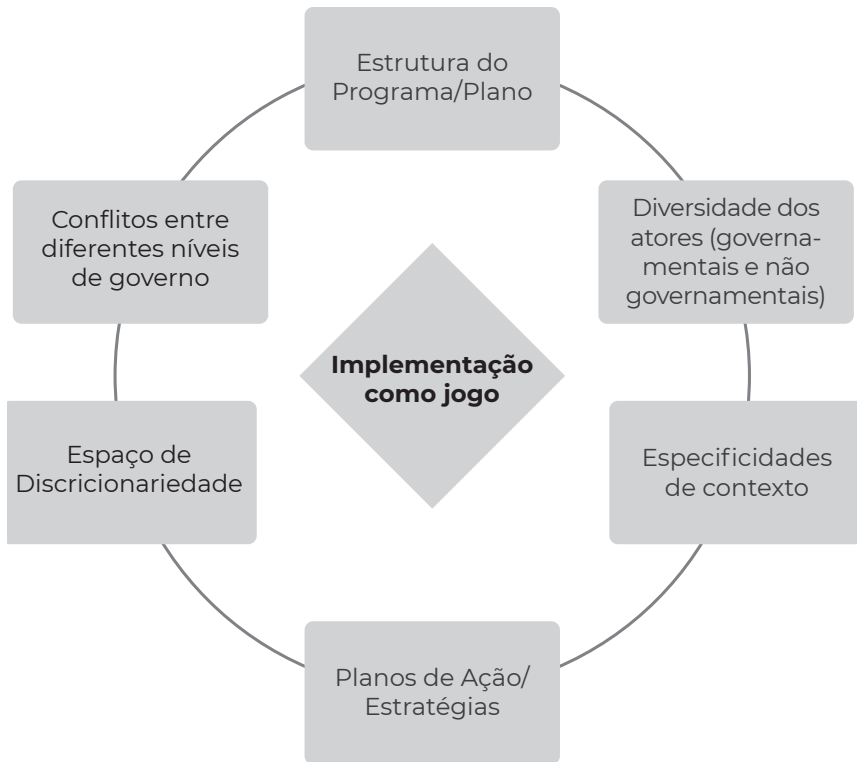 Estrutura do
Programa/Plano
Diversidade dos
atores (governa-
mentais e não
governamentais)
Especificidades
de contexto
Planos de Ação/
Estratégias
Espaço de
Discricionariedade
Conflitos entre
diferentes níveis
de governo
Implementação
como jogo